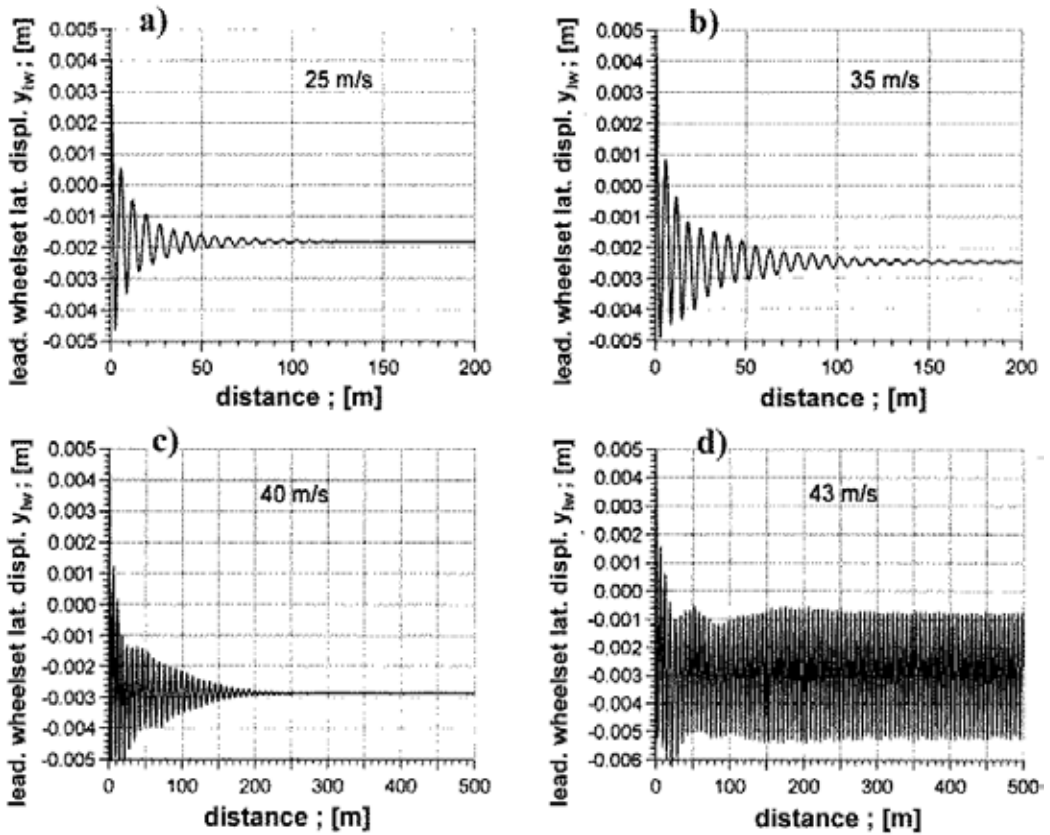 a)
25 m/s
lead. wheelset lat. displ. y_lw ; [m]
0.005
0.004
0.003
0.002
0.001
0.000
-0.001
-0.002
-0.003
-0.004
-0.005
0 50 100 150 200
distance ; [m]
b)
35 m/s
lead. wheelset lat. displ. y_lw ; [m]
0.005
0.004
0.003
0.002
0.001
0.000
-0.001
-0.002
-0.003
-0.004
-0.005
0 50 100 150 200
distance ; [m]
c)
40 m/s
lead. wheelset lat. displ. y_lw ; [m]
0.005
0.004
0.003
0.002
0.001
0.000
-0.001
-0.002
-0.003
-0.004
-0.005
0 100 200 300 400 500
distance ; [m]
d)
43 m/s
lead. wheelset lat. displ. y_lw ; [m]
0.005
0.004
0.003
0.002
0.001
0.000
-0.001
-0.002
-0.003
-0.004
-0.005
-0.006
0 100 200 300 400 500
distance ; [m]